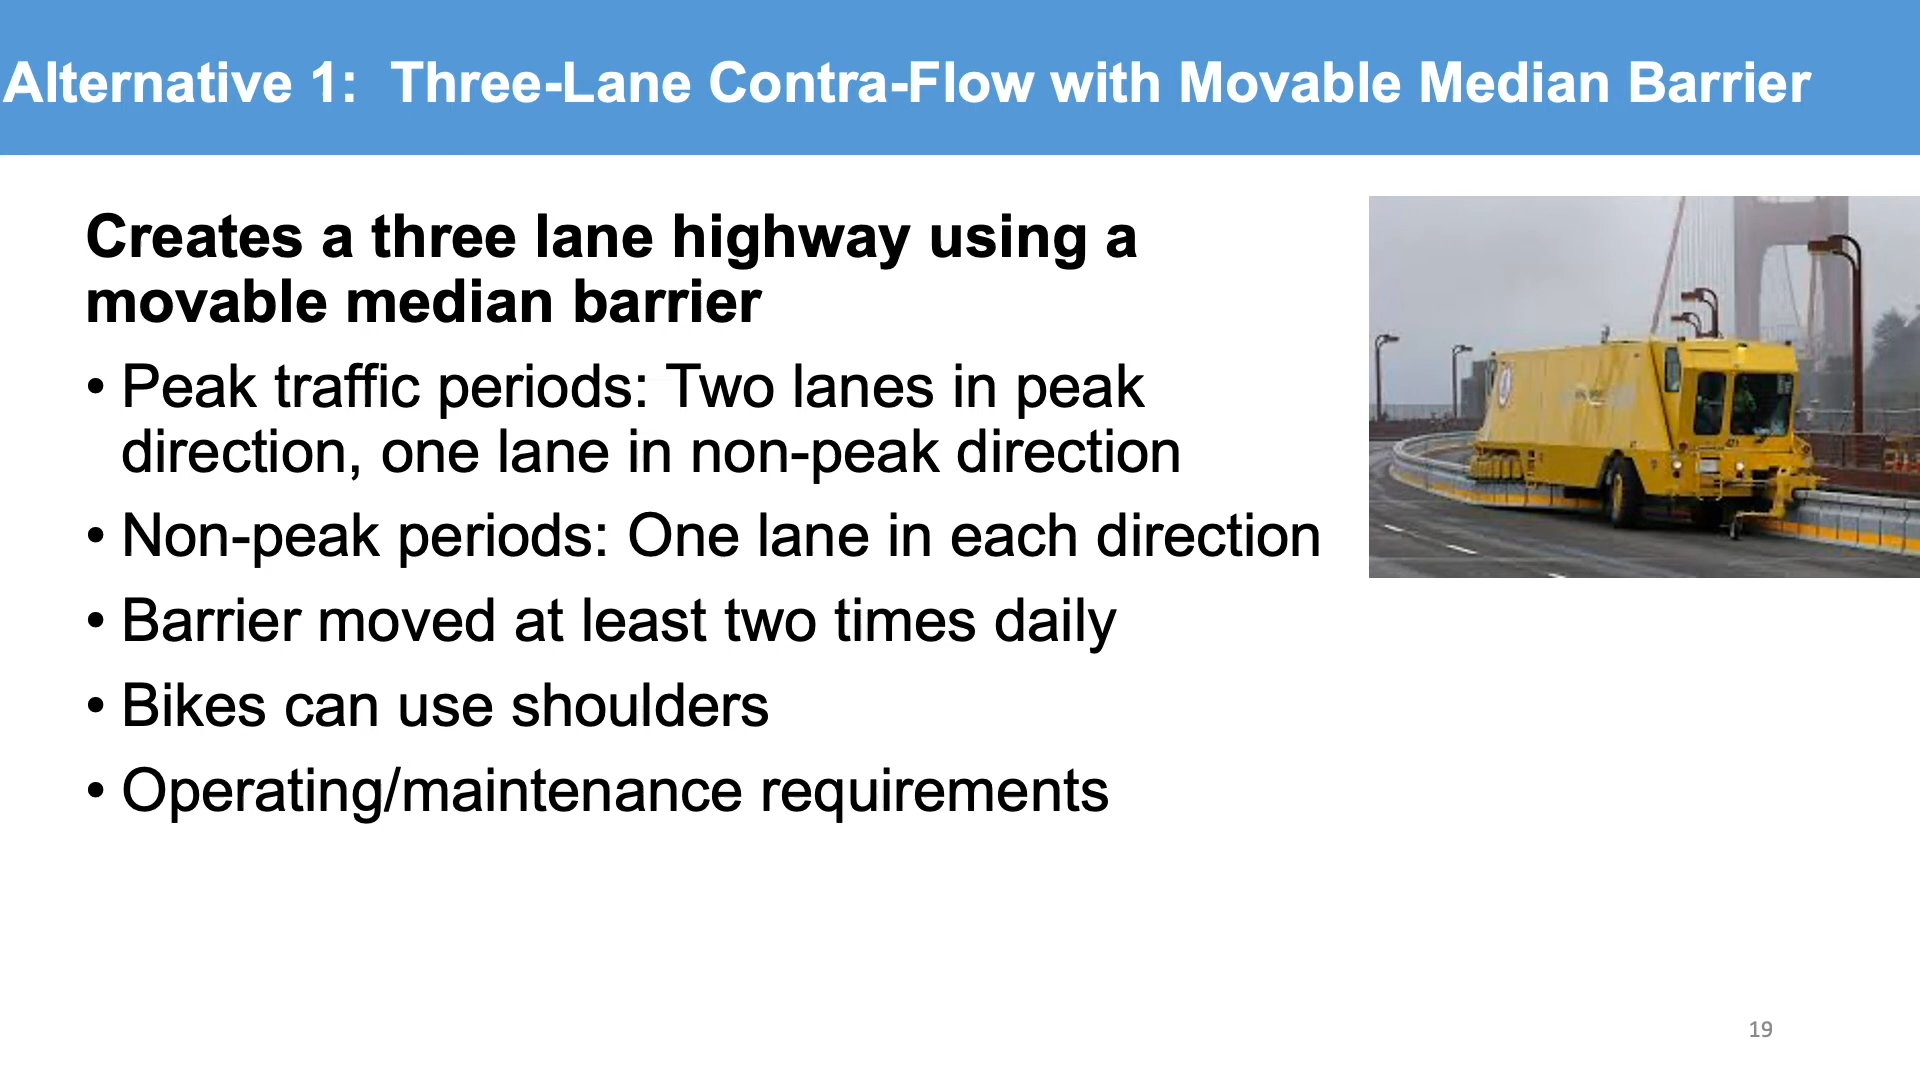 Alternative 1:  Three-Lane Contra-Flow with Movable Median Barrier
Creates a three lane highway using a
movable median barrier
• Peak traffic periods: Two lanes in peak
direction, one lane in non-peak direction
• Non-peak periods: One lane in each direction
• Barrier moved at least two times daily
• Bikes can use shoulders
• Operating/maintenance requirements
19